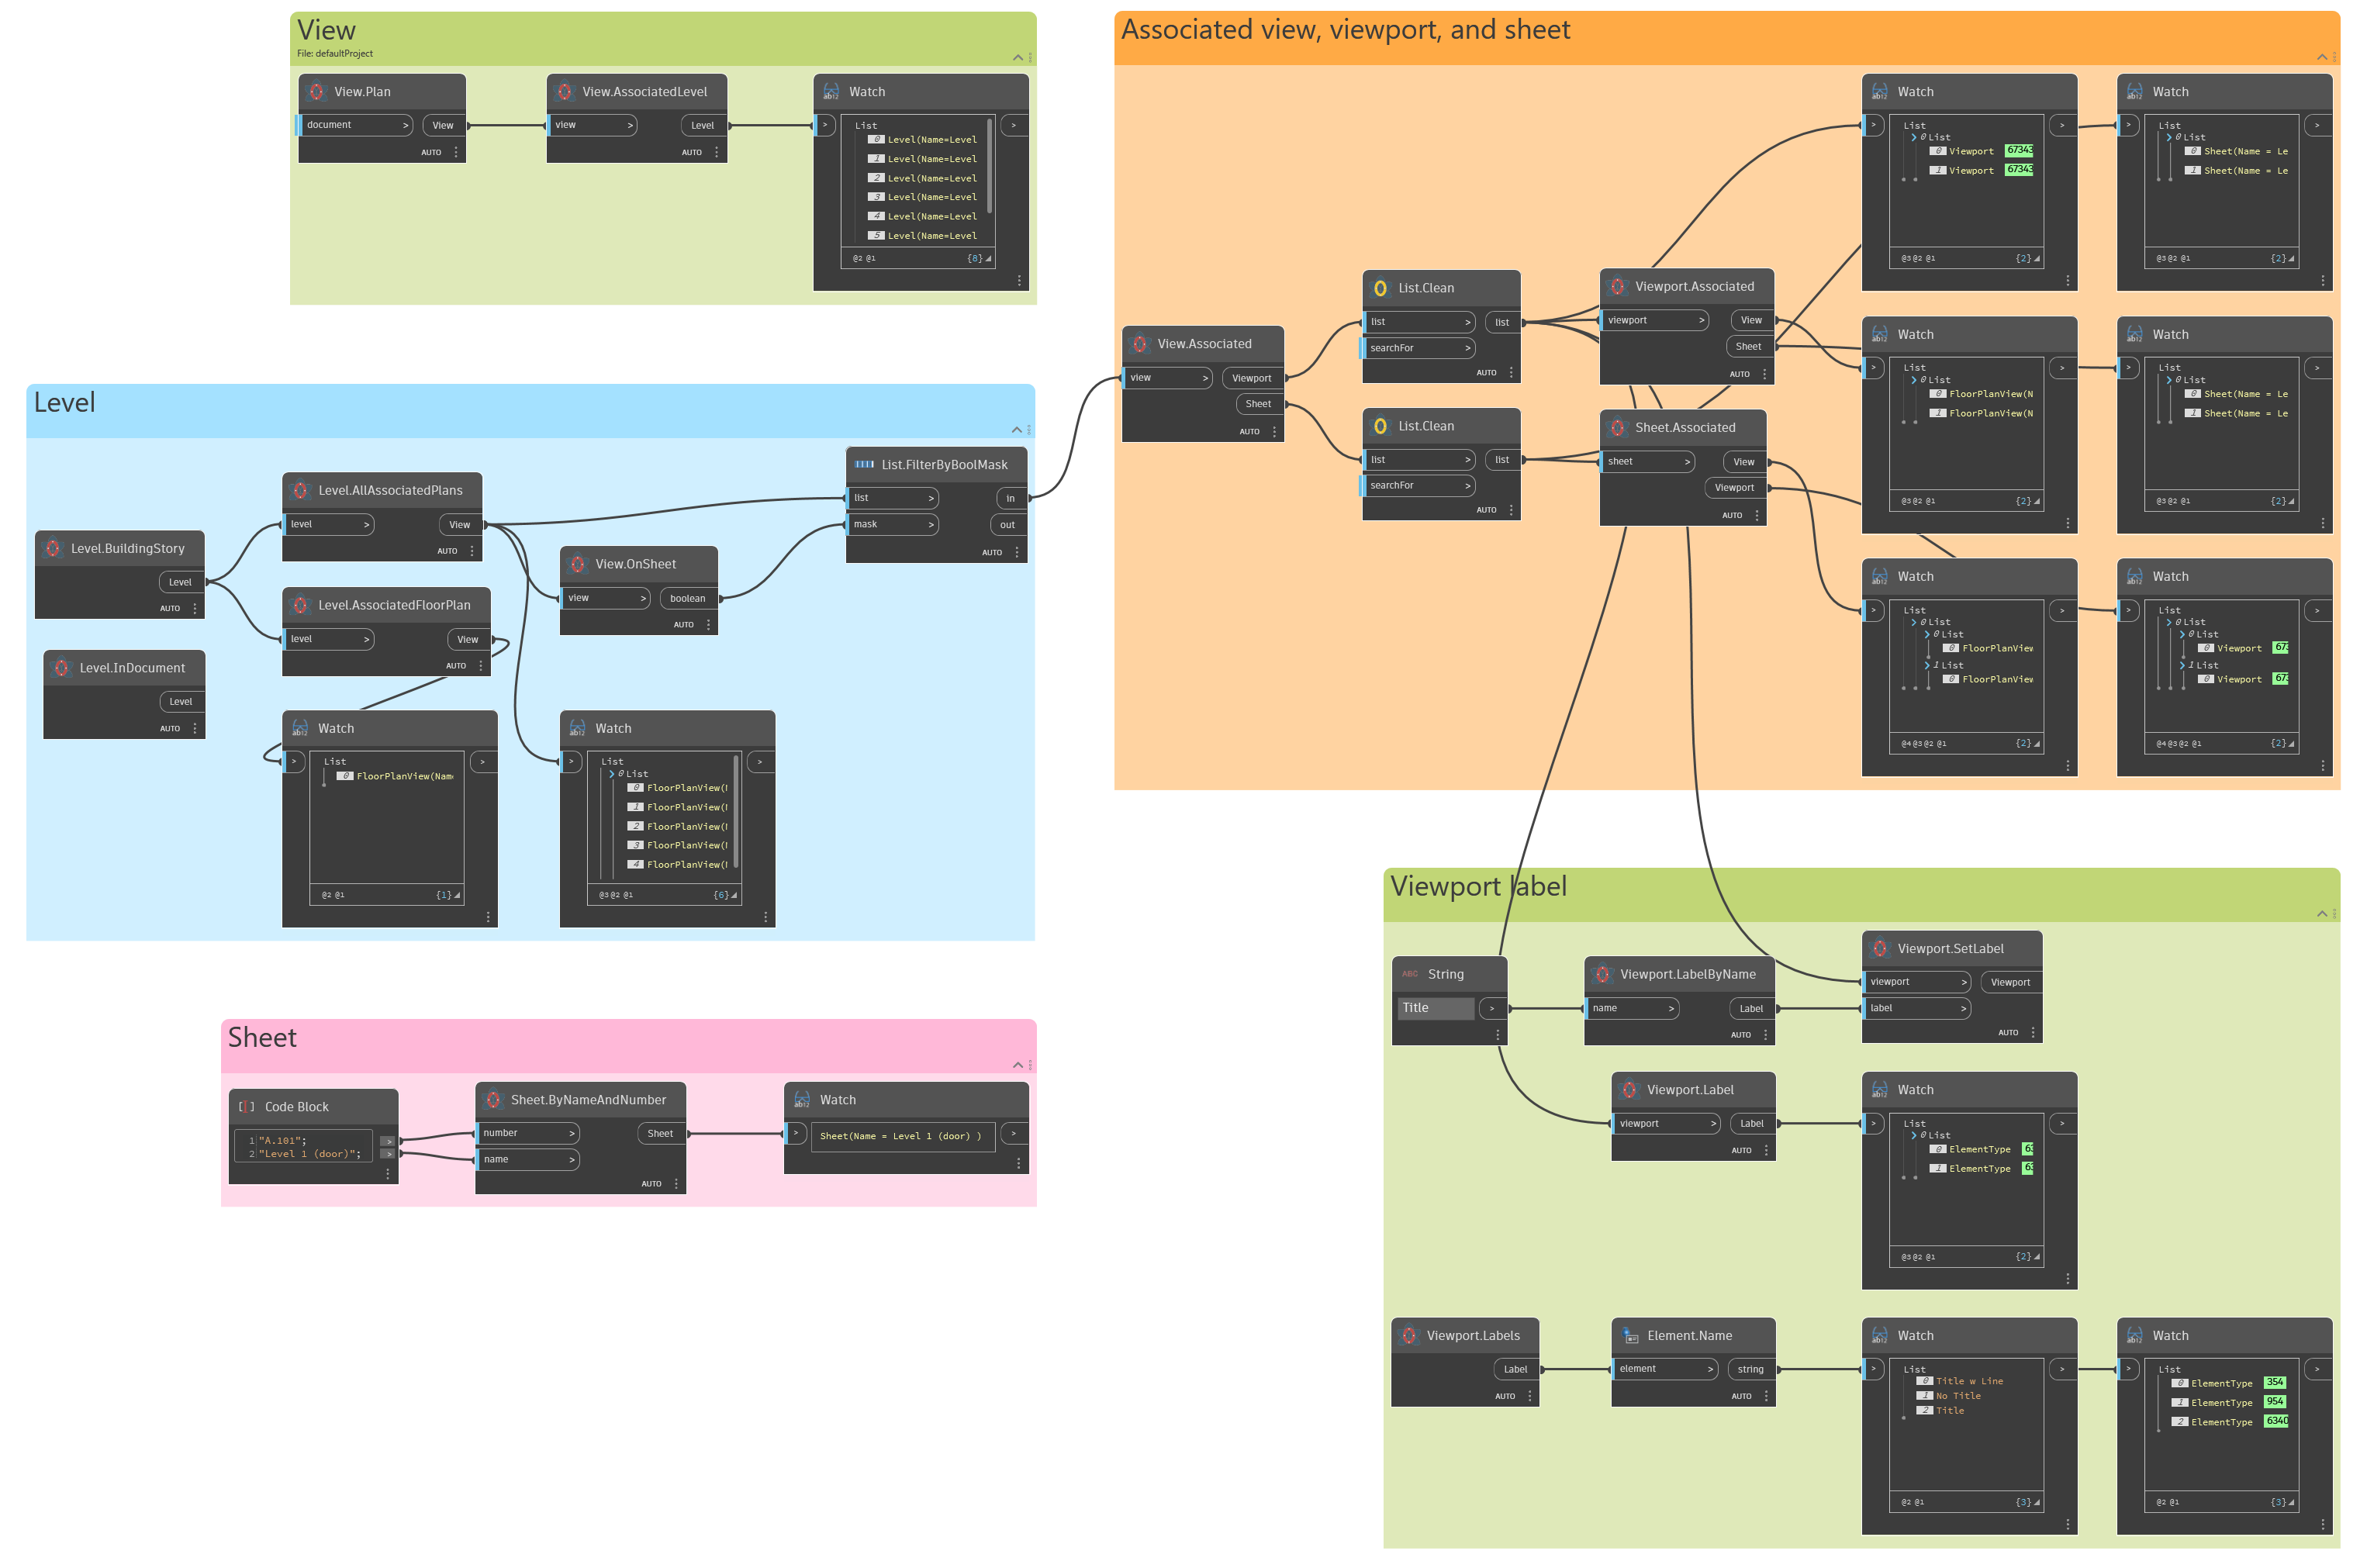 View
File: defaultProject
View.Plan
document >
View
AUTO
View.AssociatedLevel
view >
Level
AUTO
Watch
>
>
List
0 Level(Name=Level
1 Level(Name=Level
2 Level(Name=Level
3 Level(Name=Level
4 Level(Name=Level
5 Level(Name=Level
@2 @1 {8}
Level
Level.BuildingStory
Level
AUTO
Level.InDocument
Level
AUTO
Level.AllAssociatedPlans
level >
View
AUTO
Level.AssociatedFloorPlan
level >
View
AUTO
View.OnSheet
view >
boolean
AUTO
List.FilterByBoolMask
list > in
mask > out
AUTO
Watch
>
>
List
0 FloorPlanView(Name
@2 @1 {1}
Watch
>
>
List
0 List
0 FloorPlanView(N
1 FloorPlanView(N
2 FloorPlanView(N
3 FloorPlanView(N
4 FloorPlanView(N
@3 @2 @1 {6}
Sheet
Code Block
1 "A.101"; >
2 "Level 1 (door)"; >
Sheet.ByNameAndNumber
number > Sheet
name >
AUTO
Watch
> Sheet(Name = Level 1 (door) ) >
Associated view, viewport, and sheet
View.Associated
view > Viewport
Sheet
AUTO
List.Clean
list > list
searchFor >
AUTO
List.Clean
list > list
searchFor >
AUTO
Viewport.Associated
viewport > View
Sheet
AUTO
Sheet.Associated
sheet > View
Viewport
AUTO
Watch
>
>
List
0 List
0 Viewport 67343
1 Viewport 67343
@3 @2 @1 {2}
Watch
>
>
List
0 List
0 Sheet(Name = Le
1 Sheet(Name = Le
@3 @2 @1 {2}
Watch
>
>
List
0 List
0 FloorPlanView(N
1 FloorPlanView(N
@3 @2 @1 {2}
Watch
>
>
List
0 List
0 Sheet(Name = Le
1 Sheet(Name = Le
@3 @2 @1 {2}
Watch
>
>
List
0 List
0 List
0 FloorPlanView
1 List
0 FloorPlanView
@4 @3 @2 @1 {2}
Watch
>
>
List
0 List
0 List
0 Viewport 673
1 List
0 Viewport 673
@4 @3 @2 @1 {2}
Viewport label
ABC String
Title >
Viewport.LabelByName
name > Label
AUTO
Viewport.SetLabel
viewport > Viewport
label >
AUTO
Viewport.Label
viewport > Label
AUTO
Watch
>
>
List
0 List
0 ElementType 63
1 ElementType 63
@3 @2 @1 {2}
Viewport.Labels
Label
AUTO
Element.Name
element > string
AUTO
Watch
>
>
List
0 Title w Line
1 No Title
2 Title
@2 @1 {3}
Watch
>
>
List
0 ElementType 354
1 ElementType 954
2 ElementType 6340
@2 @1 {3}